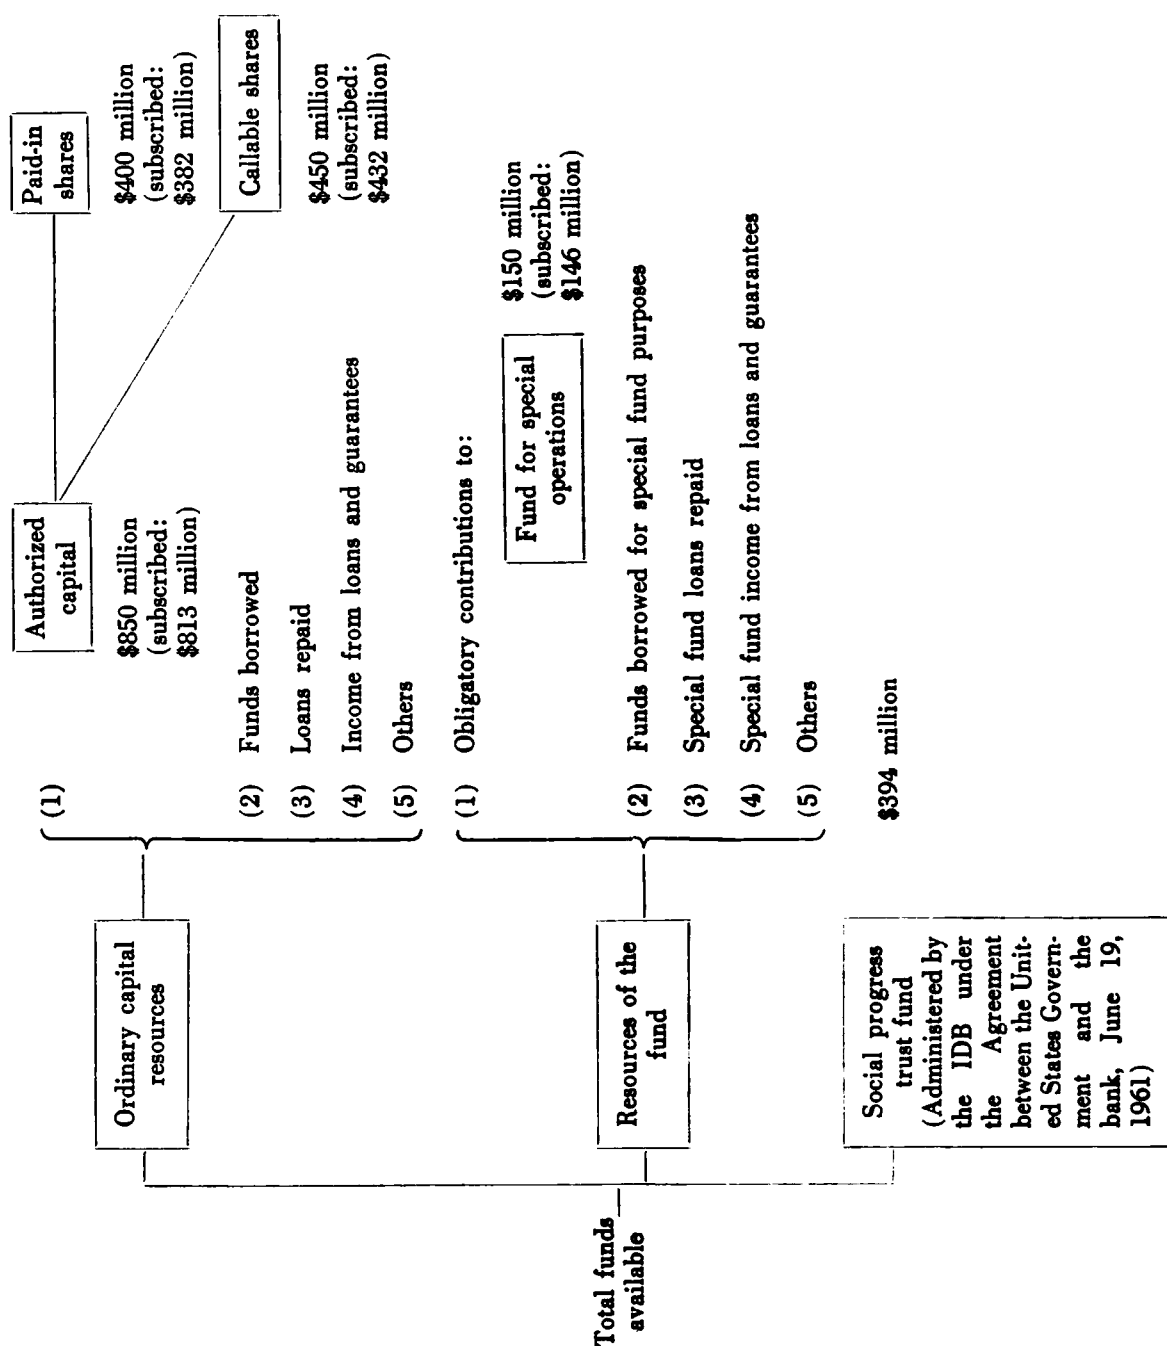 Total funds
available
Ordinary capital
resources
(1)
Authorized
capital
$850 million
(subscribed:
$813 million)
Paid-in
shares
$400 million
(subscribed:
$382 million)
Callable shares
$450 million
(subscribed:
$432 million)
(2) Funds borrowed
(3) Loans repaid
(4) Income from loans and guarantees
(5) Others
Resources of the
fund
(1) Obligatory contributions to:
Fund for special
operations
$150 million
(subscribed:
$146 million)
(2) Funds borrowed for special fund purposes
(3) Special fund loans repaid
(4) Special fund income from loans and guarantees
(5) Others
Social progress
trust fund
(Administered by
the IDB under
the Agreement
between the Unit-
ed States Govern-
ment and the
bank, June 19,
1961)
$394 million